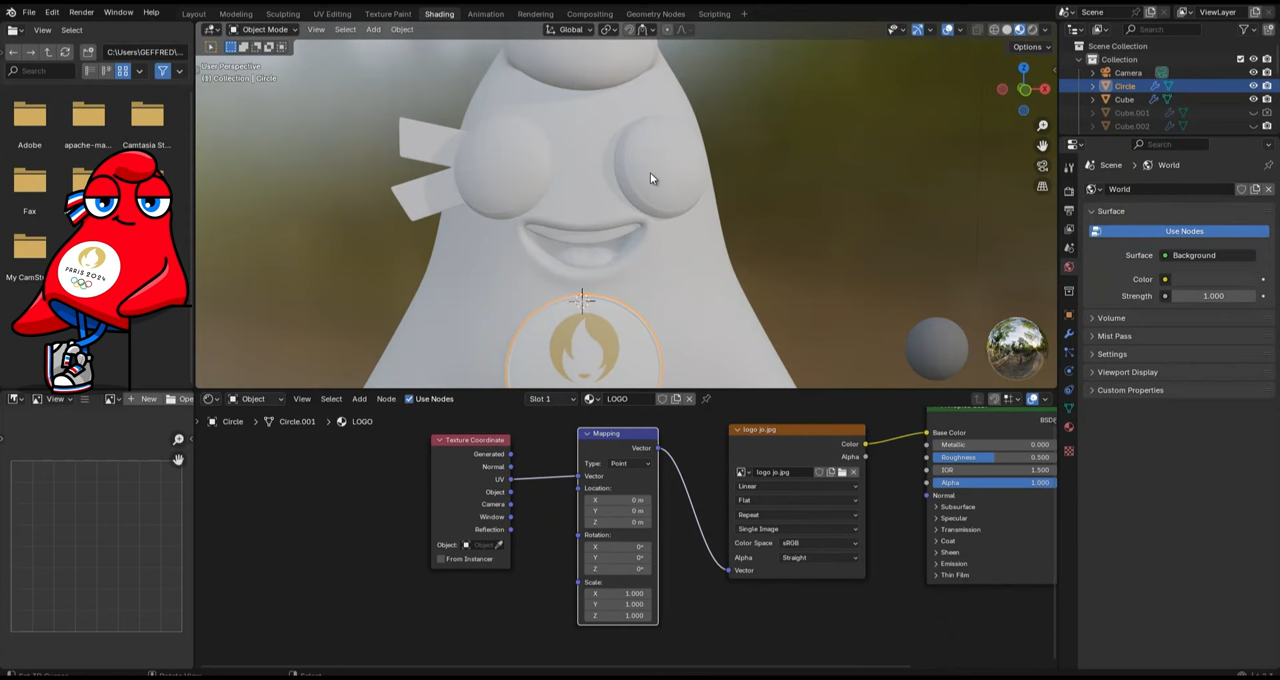 File Edit Render Window Help Layout Modeling Sculpting UV Editing Texture Paint Shading Animation Rendering Compositing Geometry Nodes Scripting Scene ViewLayer
View Select Object Mode View Select Add Object Global Search
C:\Users\GEFFRED\... Options Scene Collection
Search User Perspective Collection
(1) Collection | Circle Camera
Circle
Cube
Cube.001
Cube.002
Adobe apache-ma... Camtasia St... Search
Scene World
World
Fax Surface
Use Nodes
Surface Background
PARIS 2024
My CamSt Color
Strength 1.000
Volume
Mist Pass
Settings
Viewport Display
Custom Properties
View New Ope Object View Select Add Node Use Nodes Slot 1 LOGO
Circle Circle.001 LOGO
Texture Coordinate
Generated
Normal
UV
Object
Camera
Window
Reflection
Object: Object
From Instancer
Mapping
Vector
Type: Point
Vector
Location:
X 0 m
Y 0 m
Z 0 m
Rotation:
X 0°
Y 0°
Z 0°
Scale:
X 1.000
Y 1.000
Z 1.000
logo jo.jpg
Color
Alpha
logo jo.jpg
Linear
Flat
Repeat
Single Image
Color Space sRGB
Alpha Straight
Vector
BSDF
Base Color
Metallic 0.000
Roughness 0.500
IOR 1.500
Alpha 1.000
Normal
Subsurface
Specular
Transmission
Coat
Sheen
Emission
Thin Film